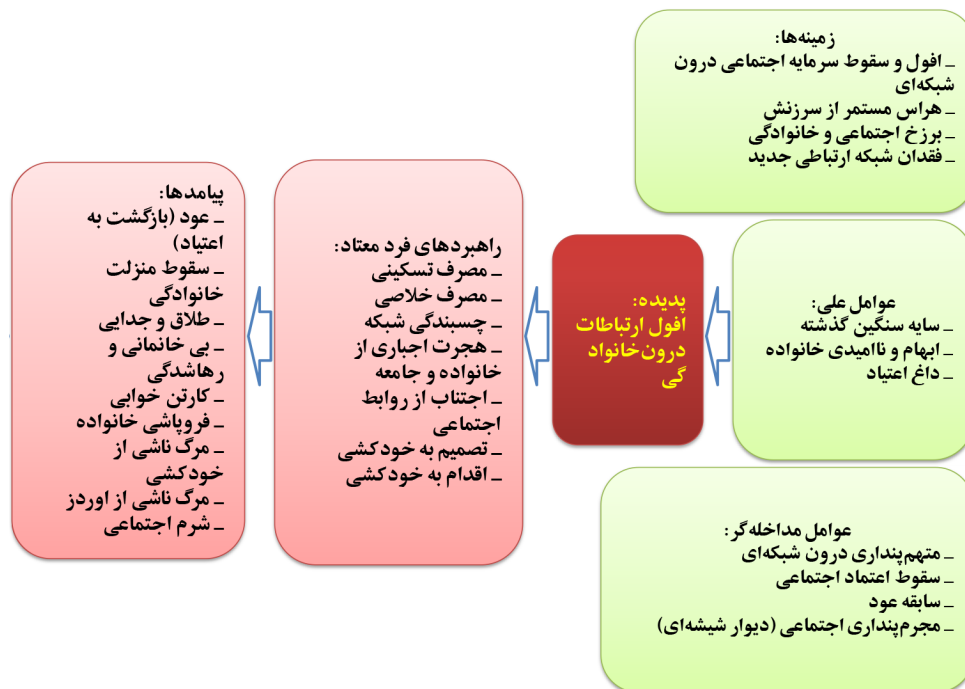 زمینه‌ها:
ـ افول و سقوط سرمایه اجتماعی درون
شبکه‌ای
ـ هراس مستمر از سرزنش
ـ برزخ اجتماعی و خانوادگی
ـ فقدان شبکه ارتباطی جدید
عوامل علی:
ـ سایه سنگین گذشته
ـ ابهام و ناامیدی خانواده
ـ داغ اعتیاد
عوامل مداخله‌گر:
ـ متهم‌پنداری درون شبکه‌ای
ـ سقوط اعتماد اجتماعی
ـ سابقه عود
ـ مجرم‌پنداری اجتماعی (دیوار شیشه‌ای)
پدیده:
افول ارتباطات
درون‌خانواد
گی
راهبردهای فرد معتاد:
ـ مصرف تسکینی
ـ مصرف خلاصی
ـ چسبندگی شبکه
ـ هجرت اجباری از
خانواده و جامعه
ـ اجتناب از روابط
اجتماعی
ـ تصمیم به خودکشی
ـ اقدام به خودکشی
پیامدها:
ـ عود (بازگشت به
اعتیاد)
ـ سقوط منزلت
خانوادگی
ـ طلاق و جدایی
ـ بی خانمانی و
رهاشدگی
ـ کارتن خوابی
ـ فروپاشی خانواده
ـ مرگ ناشی از
خودکشی
ـ مرگ ناشی از اوردز
ـ شرم اجتماعی